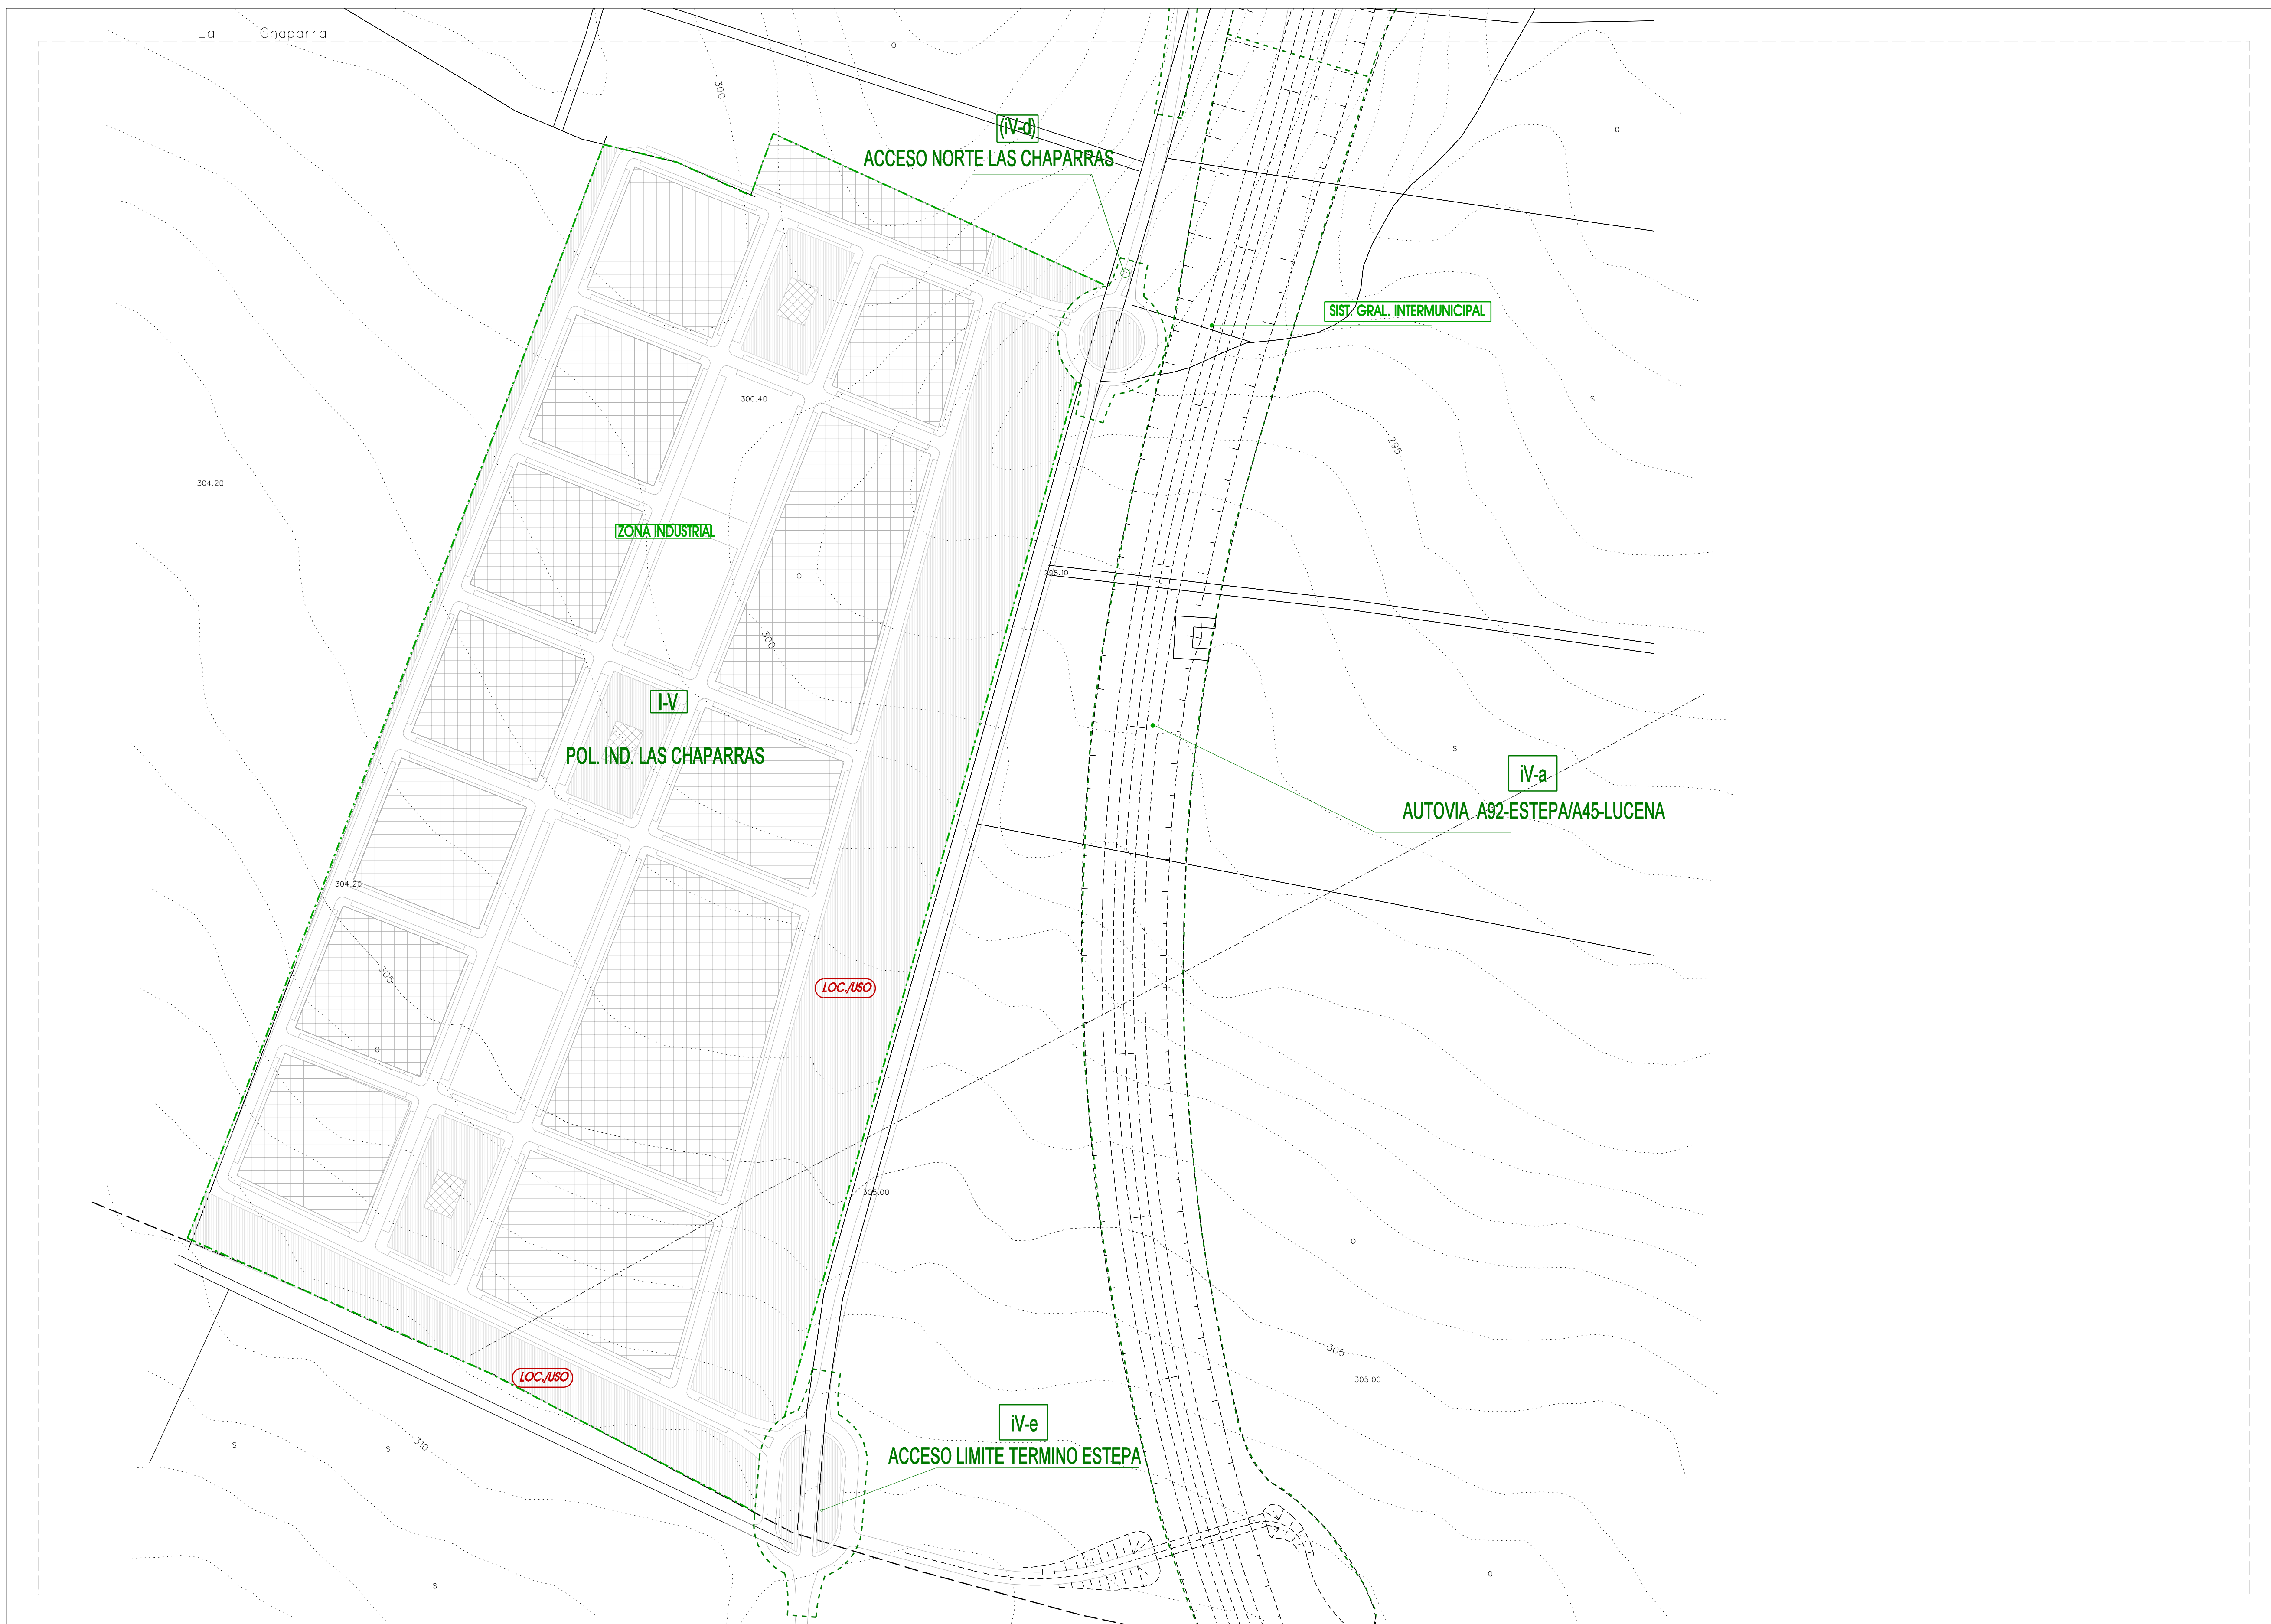 La Chaparra
O
300
O
(iV-d)
O
ACCESO NORTE LAS CHAPARRAS
SIST. GRAL. INTERMUNICIPAL
300.40
S
295
304.20
ZONA INDUSTRIAL
298.10
O
300
I-V
S
POL. IND. LAS CHAPARRAS
iV-a
AUTOVIA A92-ESTEPA/A45-LUCENA
304.20
305
LOC./USO
O
305.00
O
305
LOC./USO
305.00
iV-e
310
S
S
ACCESO LIMITE TERMINO ESTEPA
O
S